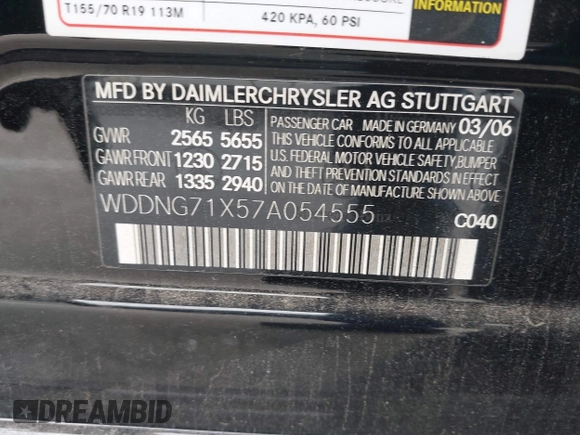 T155/70 R19 113M
420 KPA, 60 PSI
INFORMATION
MFD BY DAIMLERCHRYSLER AG STUTTGART
KG LBS
GVWR 2565 5655
GAWR FRONT 1230 2715
GAWR REAR 1335 2940
PASSENGER CAR MADE IN GERMANY 03/06
THIS VEHICLE CONFORMS TO ALL APPLICABLE
U.S. FEDERAL MOTOR VEHICLE SAFETY, BUMPER
AND THEFT PREVENTION STANDARDS IN EFFECT
ON THE DATE OF MANUFACTURE SHOWN ABOVE
WDDNG71X57A054555
C040
DREAMBID